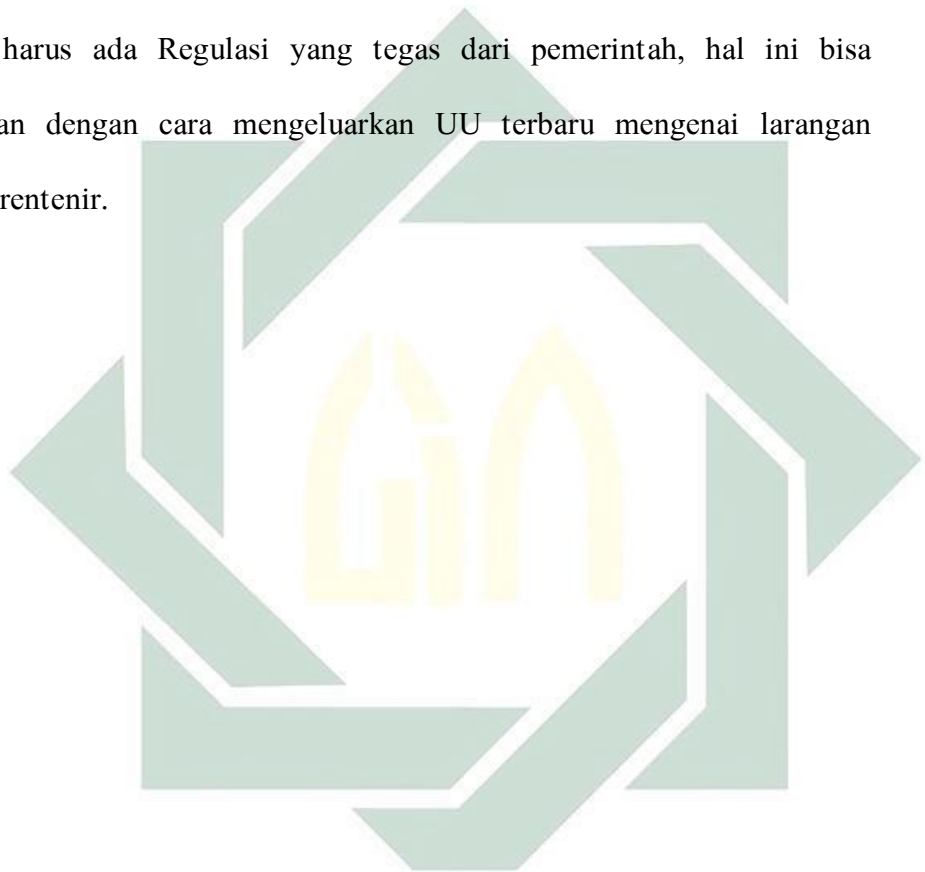 harus ada Regulasi yang tegas dari pemerintah, hal ini bisa
an dengan cara mengeluarkan UU terbaru mengenai larangan
rentenir.